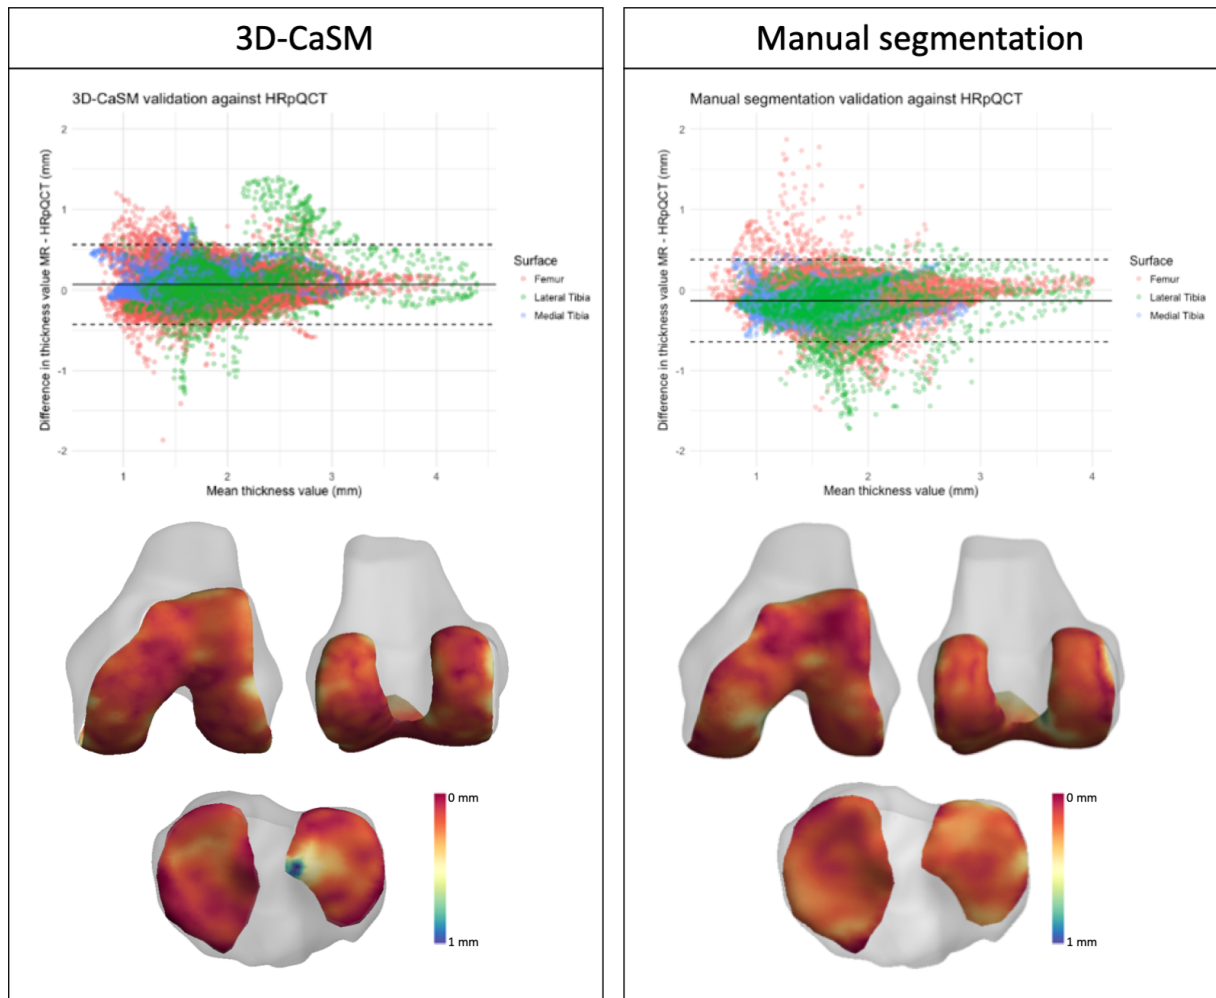 3D-CaSM
3D-CaSM validation against HRpQCT
Difference in thickness value MR - HRpQCT (mm)
2
1
0
-1
-2
1
2
3
4
Mean thickness value (mm)
Surface
Femur
Lateral Tibia
Medial Tibia
0 mm
1 mm
Manual segmentation
Manual segmentation validation against HRpQCT
Difference in thickness value MR - HRpQCT (mm)
2
1
0
-1
-2
1
2
3
4
Mean thickness value (mm)
Surface
Femur
Lateral Tibia
Medial Tibia
0 mm
1 mm